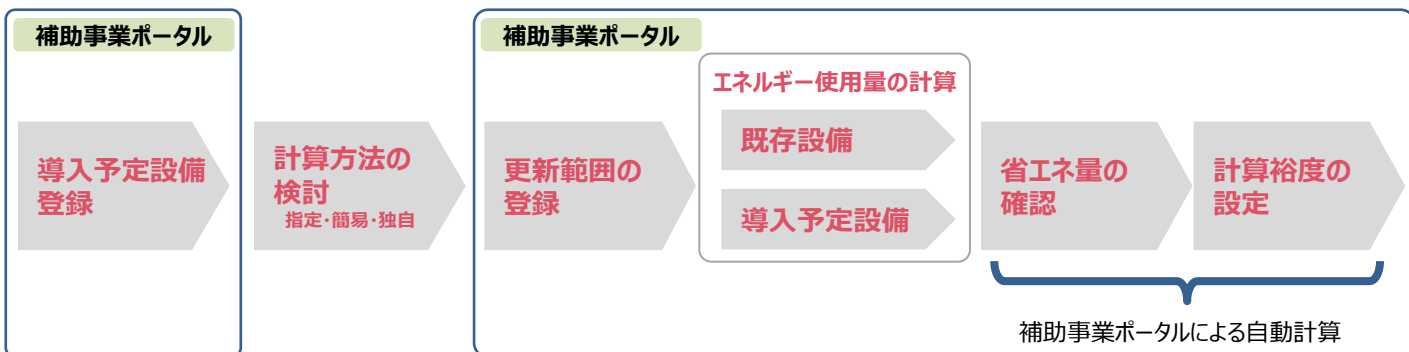 補助事業ポータル
導入予定設備
登録
計算方法の
検討
指定・簡易・独自
補助事業ポータル
更新範囲の
登録
エネルギー使用量の計算
既存設備
導入予定設備
省エネ量の
確認
計算裕度の
設定
補助事業ポータルによる自動計算